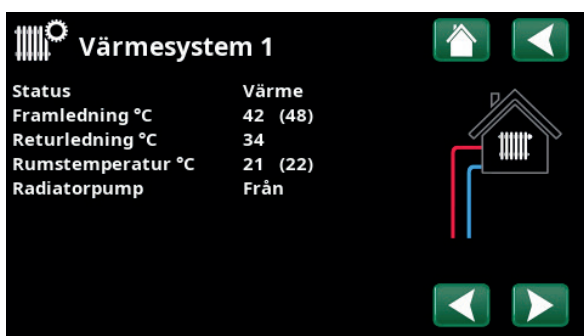 Värmesystem 1
Status Värme
Framledning °C 42 (48)
Returledning °C 34
Rumstemperatur °C 21 (22)
Radiatorpump Från